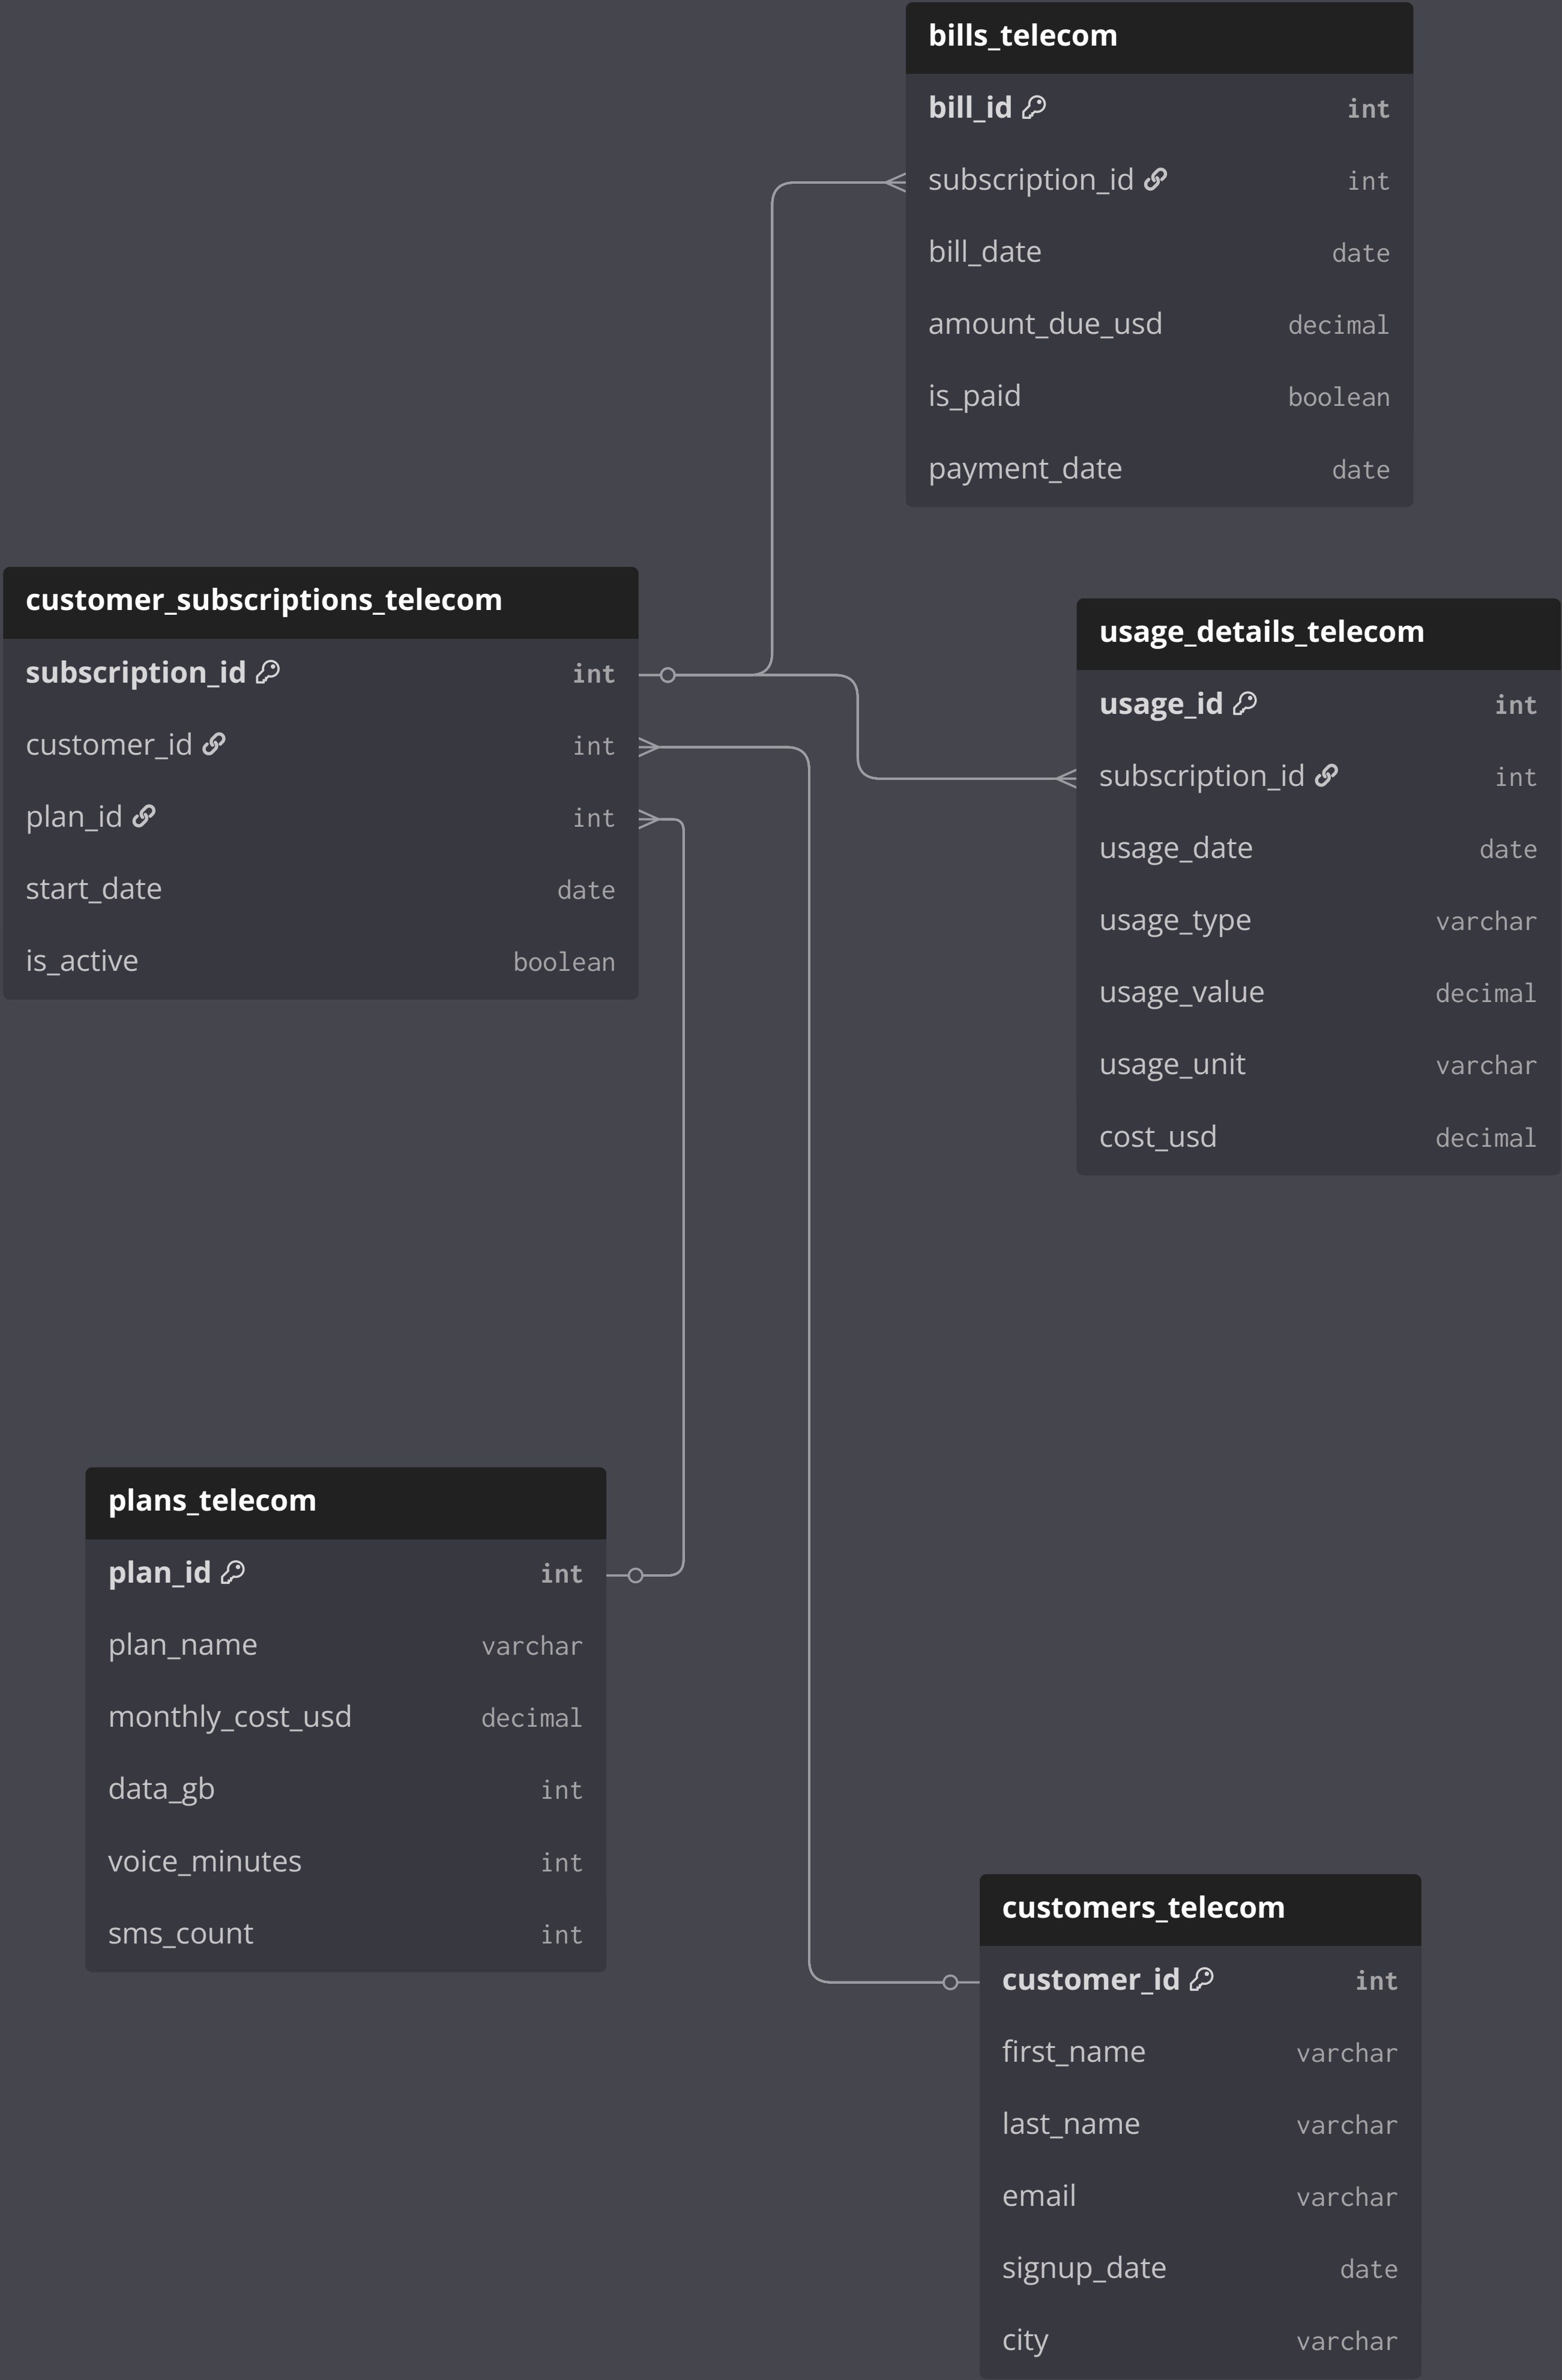 bills_telecom
bill_id int
subscription_id int
bill_date date
amount_due_usd decimal
is_paid boolean
payment_date date
customer_subscriptions_telecom
subscription_id int
customer_id int
plan_id int
start_date date
is_active boolean
usage_details_telecom
usage_id int
subscription_id int
usage_date date
usage_type varchar
usage_value decimal
usage_unit varchar
cost_usd decimal
plans_telecom
plan_id int
plan_name varchar
monthly_cost_usd decimal
data_gb int
voice_minutes int
sms_count int
customers_telecom
customer_id int
first_name varchar
last_name varchar
email varchar
signup_date date
city varchar